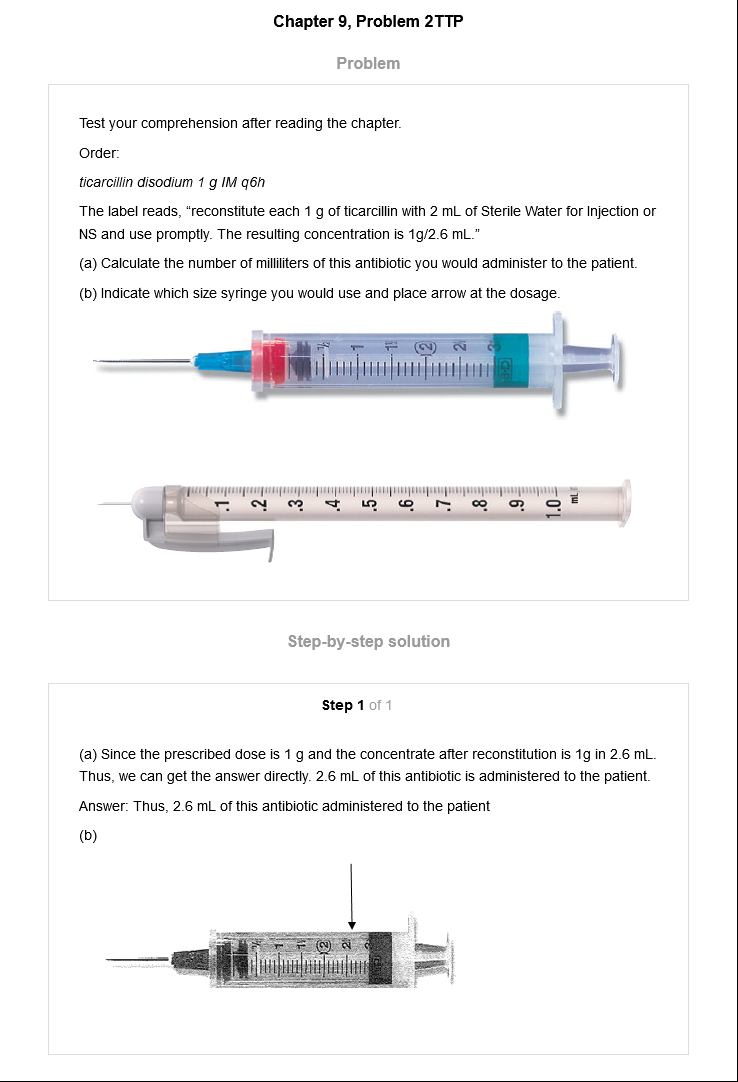 Chapter 9, Problem 2TTP
Problem
Test your comprehension after reading the chapter.
Order:
ticarcillin disodium 1 g IM q6h
The label reads, “reconstitute each 1 g of ticarcillin with 2 mL of Sterile Water for Injection or
NS and use promptly. The resulting concentration is 1g/2.6 mL.”
(a) Calculate the number of milliliters of this antibiotic you would administer to the patient.
(b) Indicate which size syringe you would use and place arrow at the dosage.
½ 1 1½ 2 2 3
B-D
.1 .2 .3 .4 .5 .6 .7 .8 .9 1.0 mL
Step-by-step solution
Step 1 of 1
(a) Since the prescribed dose is 1 g and the concentrate after reconstitution is 1g in 2.6 mL.
Thus, we can get the answer directly. 2.6 mL of this antibiotic is administered to the patient.
Answer: Thus, 2.6 mL of this antibiotic administered to the patient
(b)
1 2 2